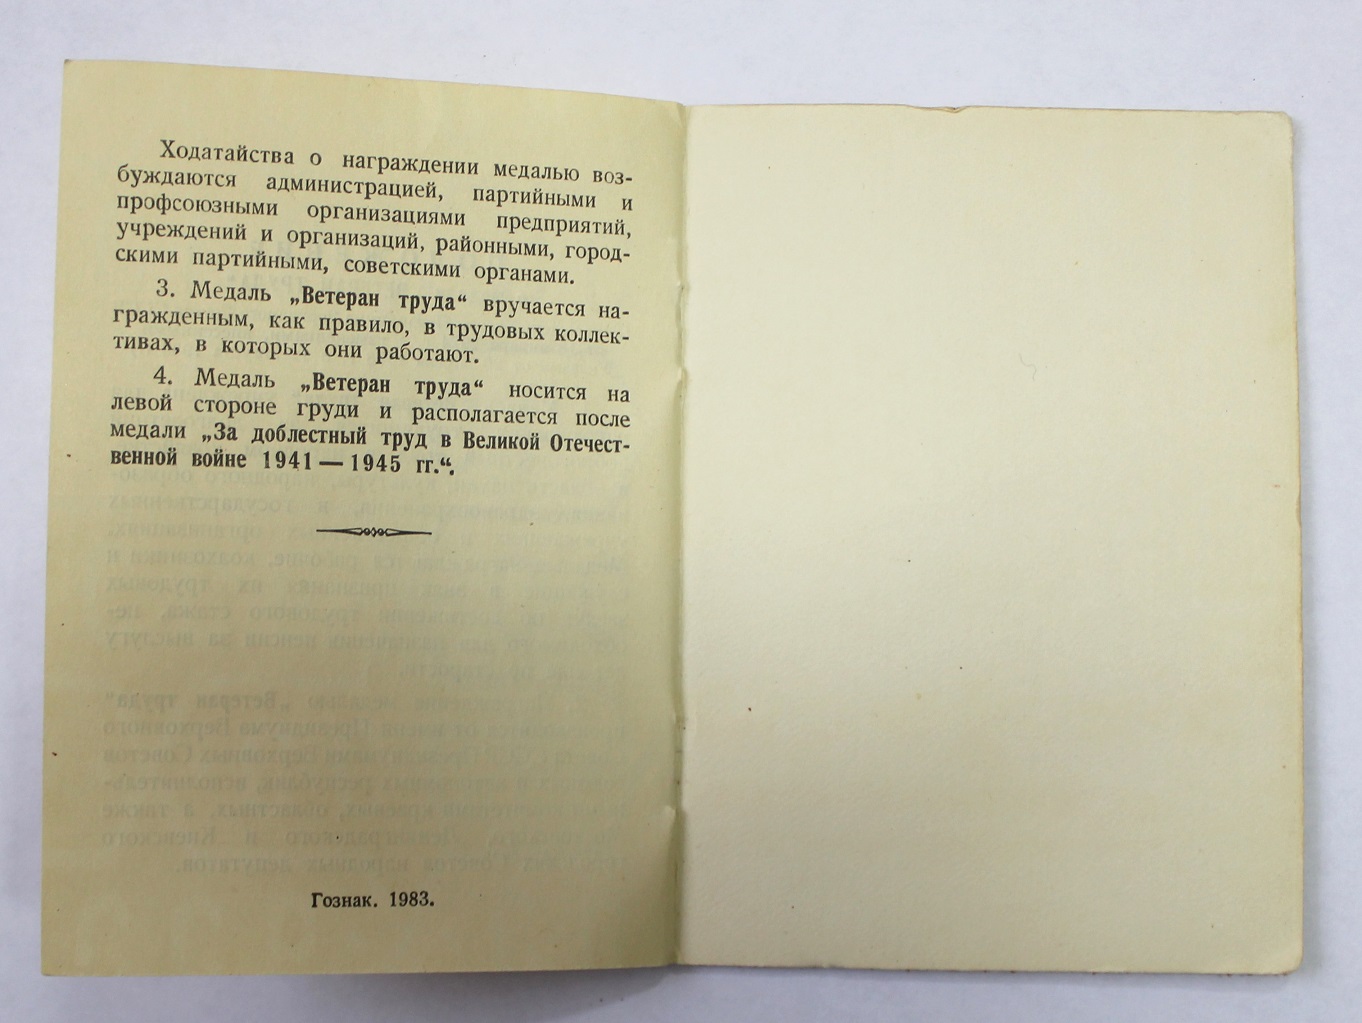 Ходатайства о награждении медалью воз-
буждаются администрацией, партийными и
профсоюзными организациями предприятий,
учреждений и организаций, районными, город-
скими партийными, советскими органами.
3. Медаль „Ветеран труда“ вручается на-
гражденным, как правило, в трудовых коллек-
тивах, в которых они работают.
4. Медаль „Ветеран труда“ носится на
левой стороне груди и располагается после
медали „За доблестный труд в Великой Отечест-
венной войне 1941 — 1945 гг.“.
Гознак. 1983.